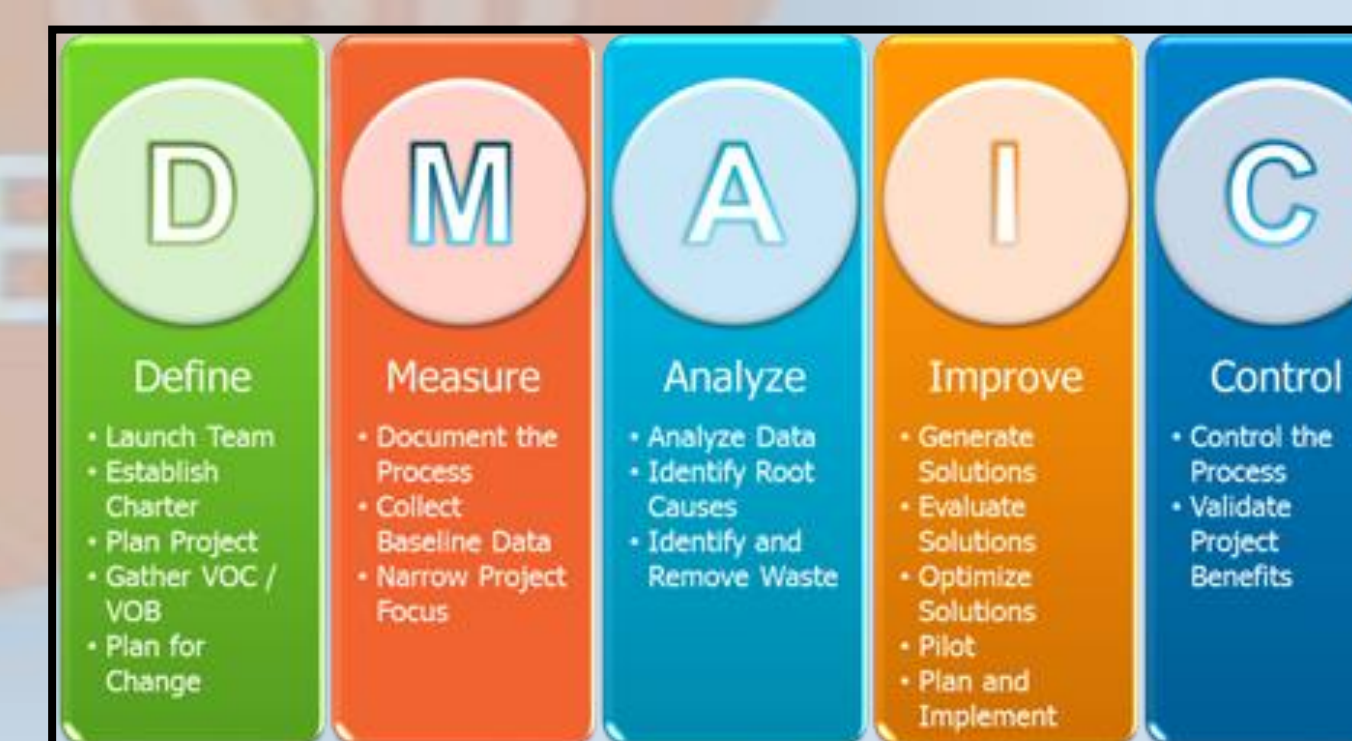 D
Define
• Launch Team
• Establish
Charter
• Plan Project
• Gather VOC /
VOB
• Plan for
Change
M
Measure
• Document the
Process
• Collect
Baseline Data
• Narrow Project
Focus
A
Analyze
• Analyze Data
• Identify Root
Causes
• Identify and
Remove Waste
I
Improve
• Generate
Solutions
• Evaluate
Solutions
• Optimize
Solutions
• Pilot
• Plan and
Implement
C
Control
• Control the
Process
• Validate
Project
Benefits